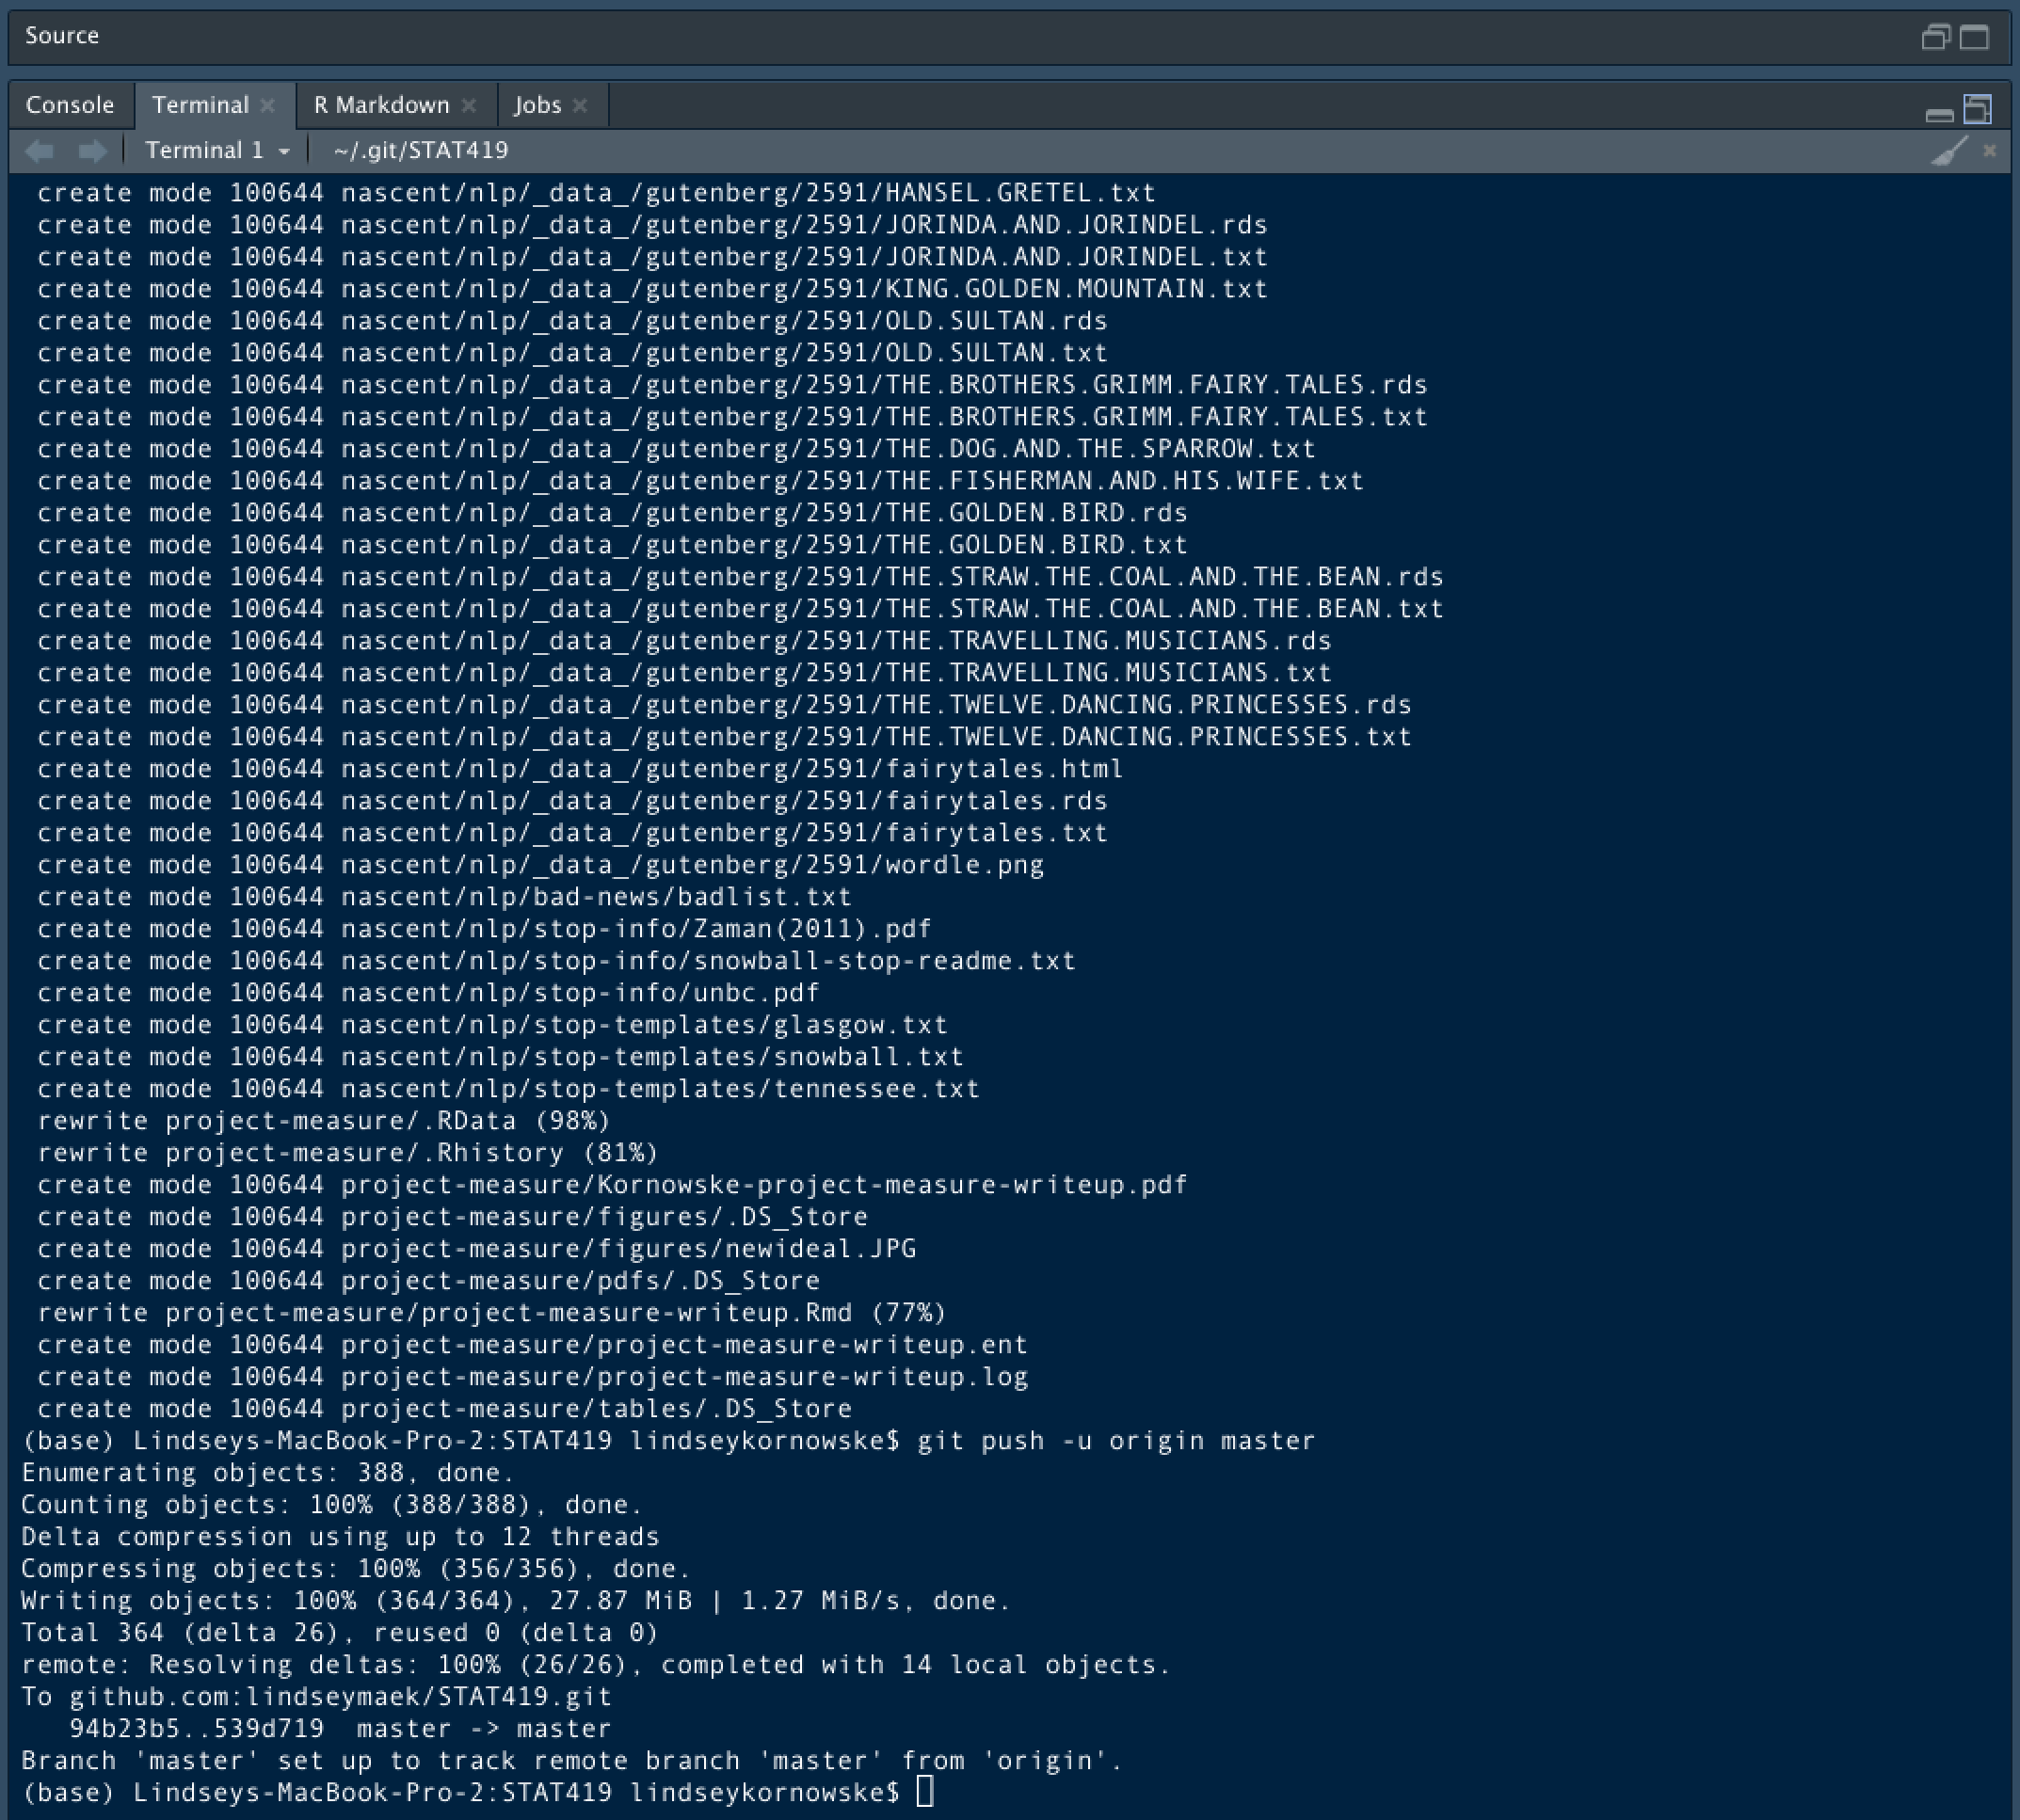 Source
Console Terminal R Markdown Jobs
Terminal 1 ~/.git/STAT419
create mode 100644 nascent/nlp/_data_/gutenberg/2591/HANSEL.GRETEL.txt
create mode 100644 nascent/nlp/_data_/gutenberg/2591/JORINDA.AND.JORINDEL.rds
create mode 100644 nascent/nlp/_data_/gutenberg/2591/JORINDA.AND.JORINDEL.txt
create mode 100644 nascent/nlp/_data_/gutenberg/2591/KING.GOLDEN.MOUNTAIN.txt
create mode 100644 nascent/nlp/_data_/gutenberg/2591/OLD.SULTAN.rds
create mode 100644 nascent/nlp/_data_/gutenberg/2591/OLD.SULTAN.txt
create mode 100644 nascent/nlp/_data_/gutenberg/2591/THE.BROTHERS.GRIMM.FAIRY.TALES.rds
create mode 100644 nascent/nlp/_data_/gutenberg/2591/THE.BROTHERS.GRIMM.FAIRY.TALES.txt
create mode 100644 nascent/nlp/_data_/gutenberg/2591/THE.DOG.AND.THE.SPARROW.txt
create mode 100644 nascent/nlp/_data_/gutenberg/2591/THE.FISHERMAN.AND.HIS.WIFE.txt
create mode 100644 nascent/nlp/_data_/gutenberg/2591/THE.GOLDEN.BIRD.rds
create mode 100644 nascent/nlp/_data_/gutenberg/2591/THE.GOLDEN.BIRD.txt
create mode 100644 nascent/nlp/_data_/gutenberg/2591/THE.STRAW.THE.COAL.AND.THE.BEAN.rds
create mode 100644 nascent/nlp/_data_/gutenberg/2591/THE.STRAW.THE.COAL.AND.THE.BEAN.txt
create mode 100644 nascent/nlp/_data_/gutenberg/2591/THE.TRAVELLING.MUSICIANS.rds
create mode 100644 nascent/nlp/_data_/gutenberg/2591/THE.TRAVELLING.MUSICIANS.txt
create mode 100644 nascent/nlp/_data_/gutenberg/2591/THE.TWELVE.DANCING.PRINCESSES.rds
create mode 100644 nascent/nlp/_data_/gutenberg/2591/THE.TWELVE.DANCING.PRINCESSES.txt
create mode 100644 nascent/nlp/_data_/gutenberg/2591/fairytales.html
create mode 100644 nascent/nlp/_data_/gutenberg/2591/fairytales.rds
create mode 100644 nascent/nlp/_data_/gutenberg/2591/fairytales.txt
create mode 100644 nascent/nlp/_data_/gutenberg/2591/wordle.png
create mode 100644 nascent/nlp/bad-news/badlist.txt
create mode 100644 nascent/nlp/stop-info/Zaman(2011).pdf
create mode 100644 nascent/nlp/stop-info/snowball-stop-readme.txt
create mode 100644 nascent/nlp/stop-info/unbc.pdf
create mode 100644 nascent/nlp/stop-templates/glasgow.txt
create mode 100644 nascent/nlp/stop-templates/snowball.txt
create mode 100644 nascent/nlp/stop-templates/tennessee.txt
rewrite project-measure/.RData (98%)
rewrite project-measure/.Rhistory (81%)
create mode 100644 project-measure/Kornowske-project-measure-writeup.pdf
create mode 100644 project-measure/figures/.DS_Store
create mode 100644 project-measure/figures/newideal.JPG
create mode 100644 project-measure/pdfs/.DS_Store
rewrite project-measure/project-measure-writeup.Rmd (77%)
create mode 100644 project-measure/project-measure-writeup.ent
create mode 100644 project-measure/project-measure-writeup.log
create mode 100644 project-measure/tables/.DS_Store
(base) Lindseys-MacBook-Pro-2:STAT419 lindseykornowske$ git push -u origin master
Enumerating objects: 388, done.
Counting objects: 100% (388/388), done.
Delta compression using up to 12 threads
Compressing objects: 100% (356/356), done.
Writing objects: 100% (364/364), 27.87 MiB | 1.27 MiB/s, done.
Total 364 (delta 26), reused 0 (delta 0)
remote: Resolving deltas: 100% (26/26), completed with 14 local objects.
To github.com:lindseymaek/STAT419.git
94b23b5..539d719  master -> master
Branch 'master' set up to track remote branch 'master' from 'origin'.
(base) Lindseys-MacBook-Pro-2:STAT419 lindseykornowske$